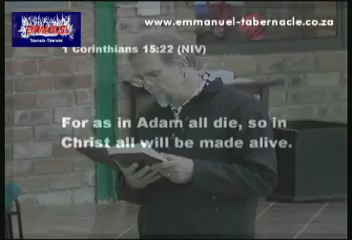 www.emmanuel-tabernacle.co.za
1 Corinthians 15:22 (NIV)
For as in Adam all die, so in
Christ all will be made alive.